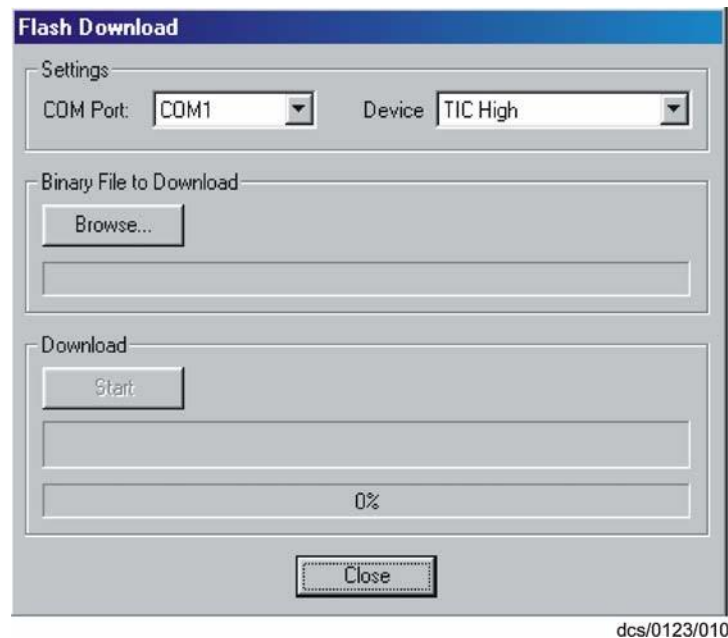 Flash Download
Settings
COM Port: COM1 Device TIC High
Binary File to Download
Browse...
Download
Start
0%
Close
dcs/0123/010